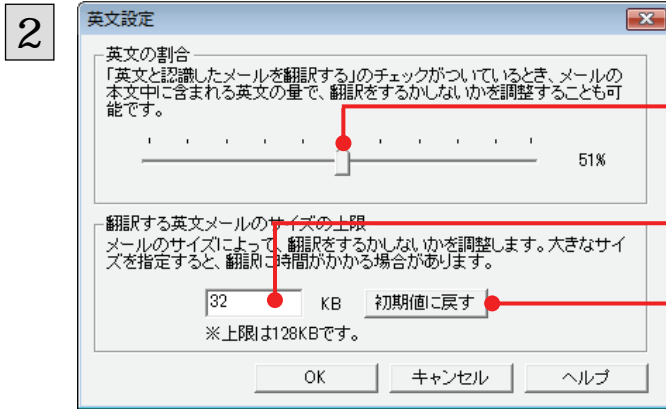 2
英文設定
英文の割合
「英文と認識したメールを翻訳する」のチェックがついているとき、メールの
本文中に含まれる英文の量で、翻訳をするかしないかを調整することも可
能です。
51%
翻訳する英文メールのサイズの上限
メールのサイズによって、翻訳をするかしないかを調整します。大きなサイ
ズを指定すると、翻訳に時間がかかる場合があります。
32 KB 初期値に戻す
※上限は128KBです。
OK キャンセル ヘルプ